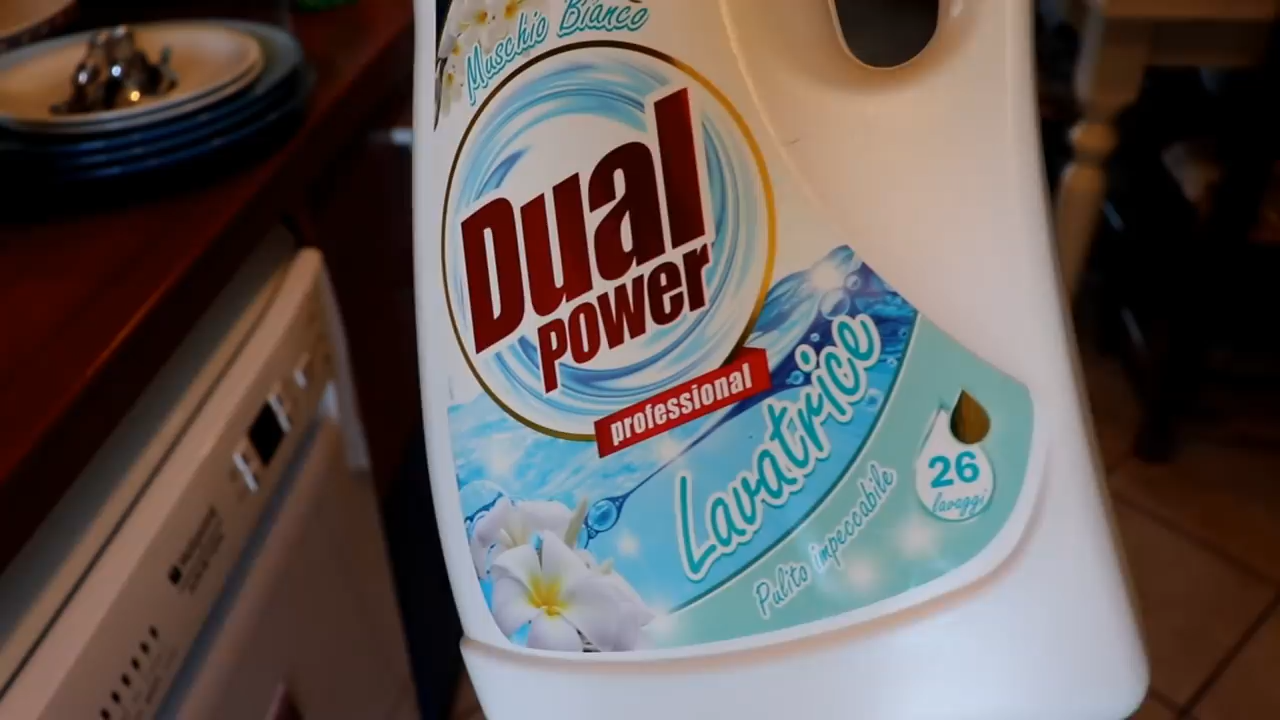 Muschio Bianco
Dual
Power
professional
Lavatrice
Pulito impeccabile
26
lavaggi